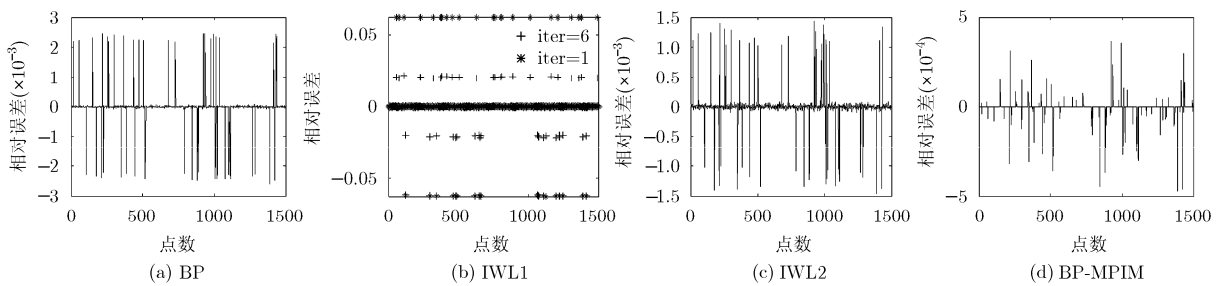 3
2
1
0
−1
−2
−3
相对误差(×10⁻³)
0 500 1000 1500
点数
(a) BP
0.05
0
−0.05
相对误差
+ iter=6
∗ iter=1
0 500 1000 1500
点数
(b) IWL1
1.5
1.0
0.5
0
−0.5
−1.0
−1.5
相对误差(×10⁻³)
0 500 1000 1500
点数
(c) IWL2
5
0
−5
相对误差(×10⁻⁴)
0 500 1000 1500
点数
(d) BP-MPIM